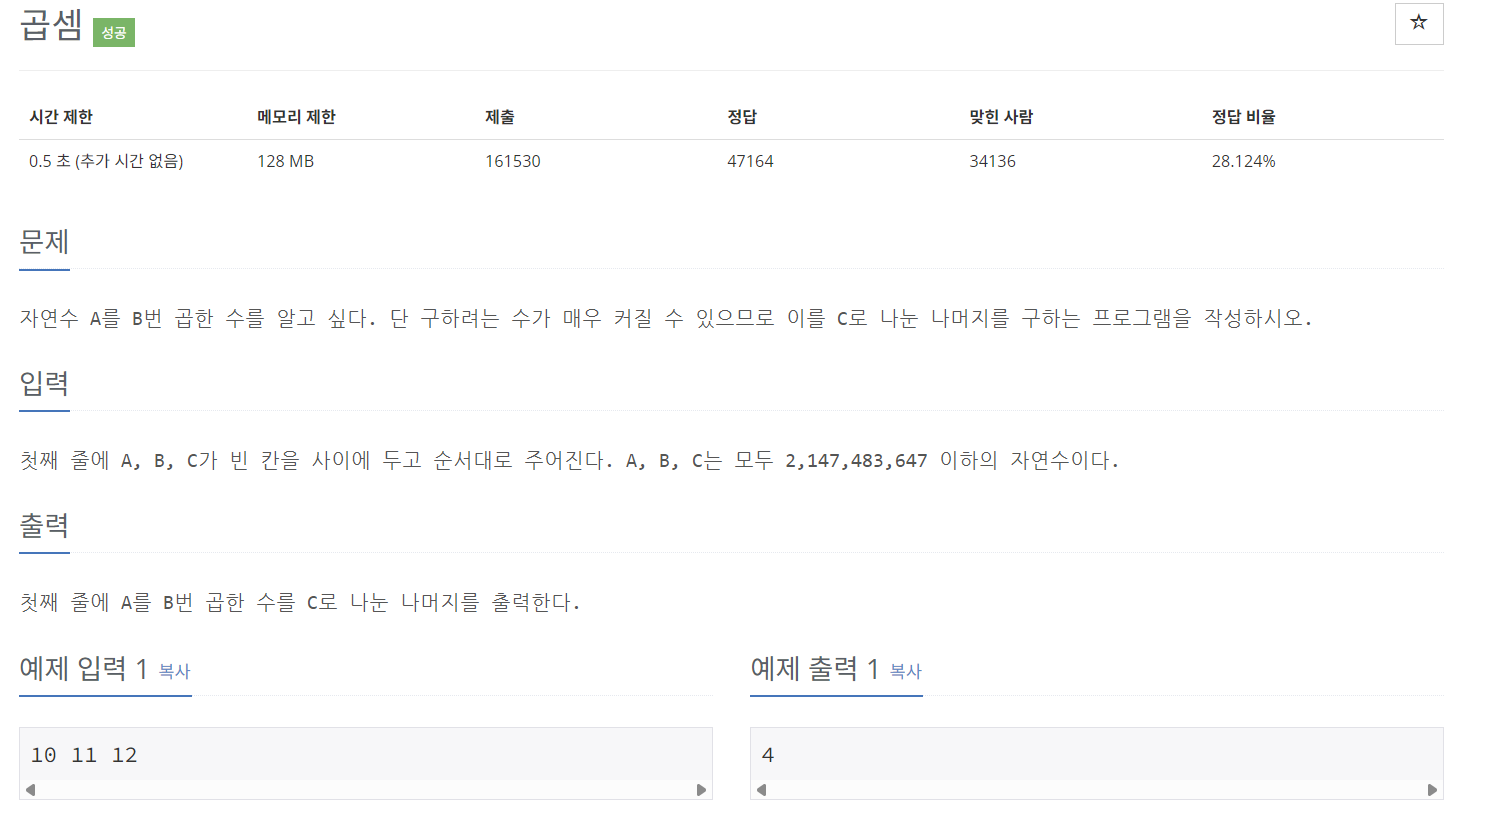 곱셈 성공
☆
시간 제한 메모리 제한 제출 정답 맞힌 사람 정답 비율
0.5 초 (추가 시간 없음) 128 MB 161530 47164 34136 28.124%
문제
자연수 A를 B번 곱한 수를 알고 싶다. 단 구하려는 수가 매우 커질 수 있으므로 이를 C로 나눈 나머지를 구하는 프로그램을 작성하시오.
입력
첫째 줄에 A, B, C가 빈 칸을 사이에 두고 순서대로 주어진다. A, B, C는 모두 2,147,483,647 이하의 자연수이다.
출력
첫째 줄에 A를 B번 곱한 수를 C로 나눈 나머지를 출력한다.
예제 입력 1 복사
10 11 12
예제 출력 1 복사
4